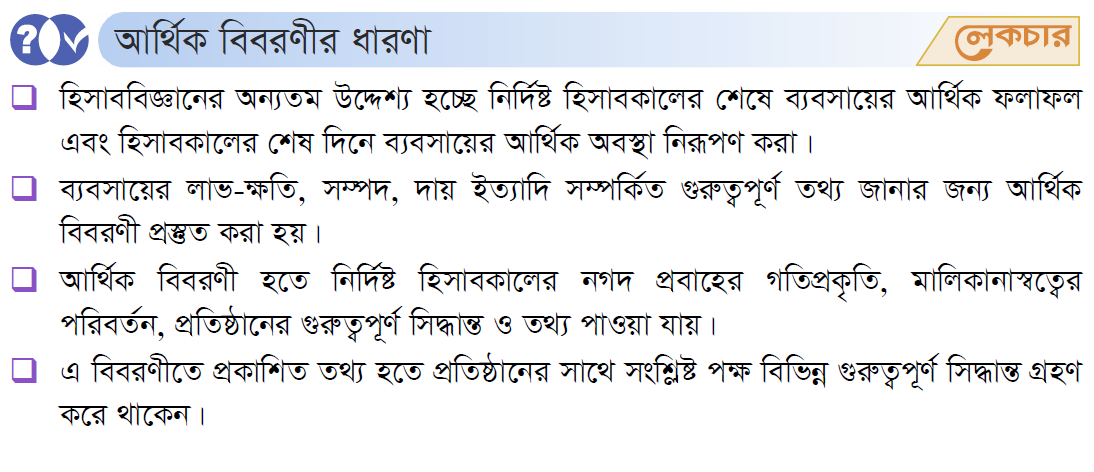 আর্থিক বিবরণীর ধারণা
লেকচার
হিসাববিজ্ঞানের অন্যতম উদ্দেশ্য হচ্ছে নির্দিষ্ট হিসাবকালের শেষে ব্যবসায়ের আর্থিক ফলাফল
এবং হিসাবকালের শেষ দিনে ব্যবসায়ের আর্থিক অবস্থা নিরূপণ করা।
ব্যবসায়ের লাভ-ক্ষতি, সম্পদ, দায় ইত্যাদি সম্পর্কিত গুরুত্বপূর্ণ তথ্য জানার জন্য আর্থিক
বিবরণী প্রস্তুত করা হয়।
আর্থিক বিবরণী হতে নির্দিষ্ট হিসাবকালের নগদ প্রবাহের গতিপ্রকৃতি, মালিকানাস্বত্বের
পরিবর্তন, প্রতিষ্ঠানের গুরুত্বপূর্ণ সিদ্ধান্ত ও তথ্য পাওয়া যায়।
এ বিবরণীতে প্রকাশিত তথ্য হতে প্রতিষ্ঠানের সাথে সংশ্লিষ্ট পক্ষ বিভিন্ন গুরুত্বপূর্ণ সিদ্ধান্ত গ্রহণ
করে থাকেন।